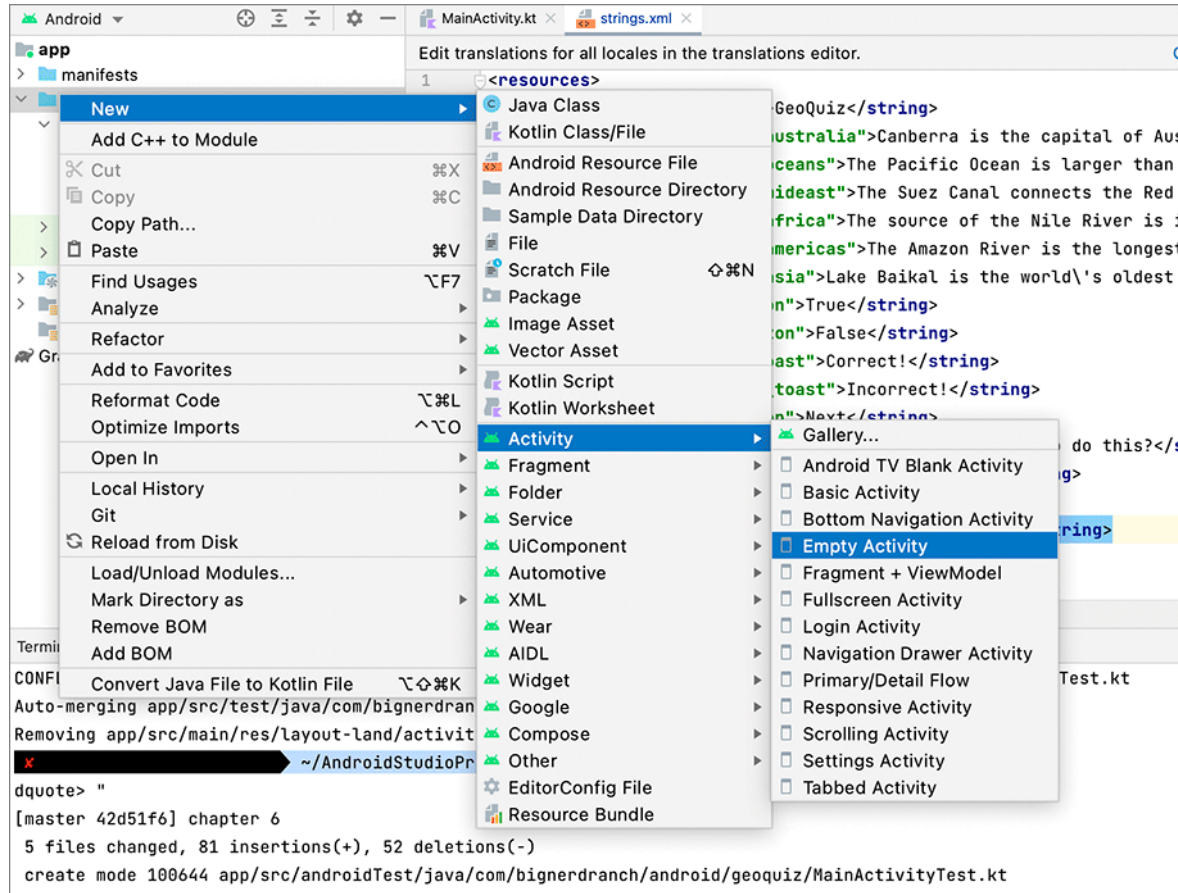 Android
MainActivity.kt
strings.xml
app
manifests
Edit translations for all locales in the translations editor.
1 <resources>
GeoQuiz</string>
ustralia">Canberra is the capital of Aus
ceans">The Pacific Ocean is larger than
ideast">The Suez Canal connects the Red
frica">The source of the Nile River is i
mericas">The Amazon River is the longest
sia">Lake Baikal is the world\'s oldest
n">True</string>
on">False</string>
ast">Correct!</string>
toast">Incorrect!</string>
n">Next</string>
do this?</s
g>
ring>
Gr
New
Add C++ to Module
Cut ⌘X
Copy ⌘C
Copy Path...
Paste ⌘V
Find Usages ⌥F7
Analyze
Refactor
Add to Favorites
Reformat Code ⌥⌘L
Optimize Imports ^⌥O
Open In
Local History
Git
Reload from Disk
Load/Unload Modules...
Mark Directory as
Remove BOM
Add BOM
Convert Java File to Kotlin File ⌥⇧⌘K
Java Class
Kotlin Class/File
Android Resource File
Android Resource Directory
Sample Data Directory
File
Scratch File ⇧⌘N
Package
Image Asset
Vector Asset
Kotlin Script
Kotlin Worksheet
Activity
Fragment
Folder
Service
UiComponent
Automotive
XML
Wear
AIDL
Widget
Google
Compose
Other
EditorConfig File
Resource Bundle
Gallery...
Android TV Blank Activity
Basic Activity
Bottom Navigation Activity
Empty Activity
Fragment + ViewModel
Fullscreen Activity
Login Activity
Navigation Drawer Activity
Primary/Detail Flow
Responsive Activity
Scrolling Activity
Settings Activity
Tabbed Activity
Termi
CONF
Test.kt
Auto-merging app/src/test/java/com/bignerdran
Removing app/src/main/res/layout-land/activit
✘ ~/AndroidStudioPr
dquote> "
[master 42d51f6] chapter 6
5 files changed, 81 insertions(+), 52 deletions(-)
create mode 100644 app/src/androidTest/java/com/bignerdranch/android/geoquiz/MainActivityTest.kt